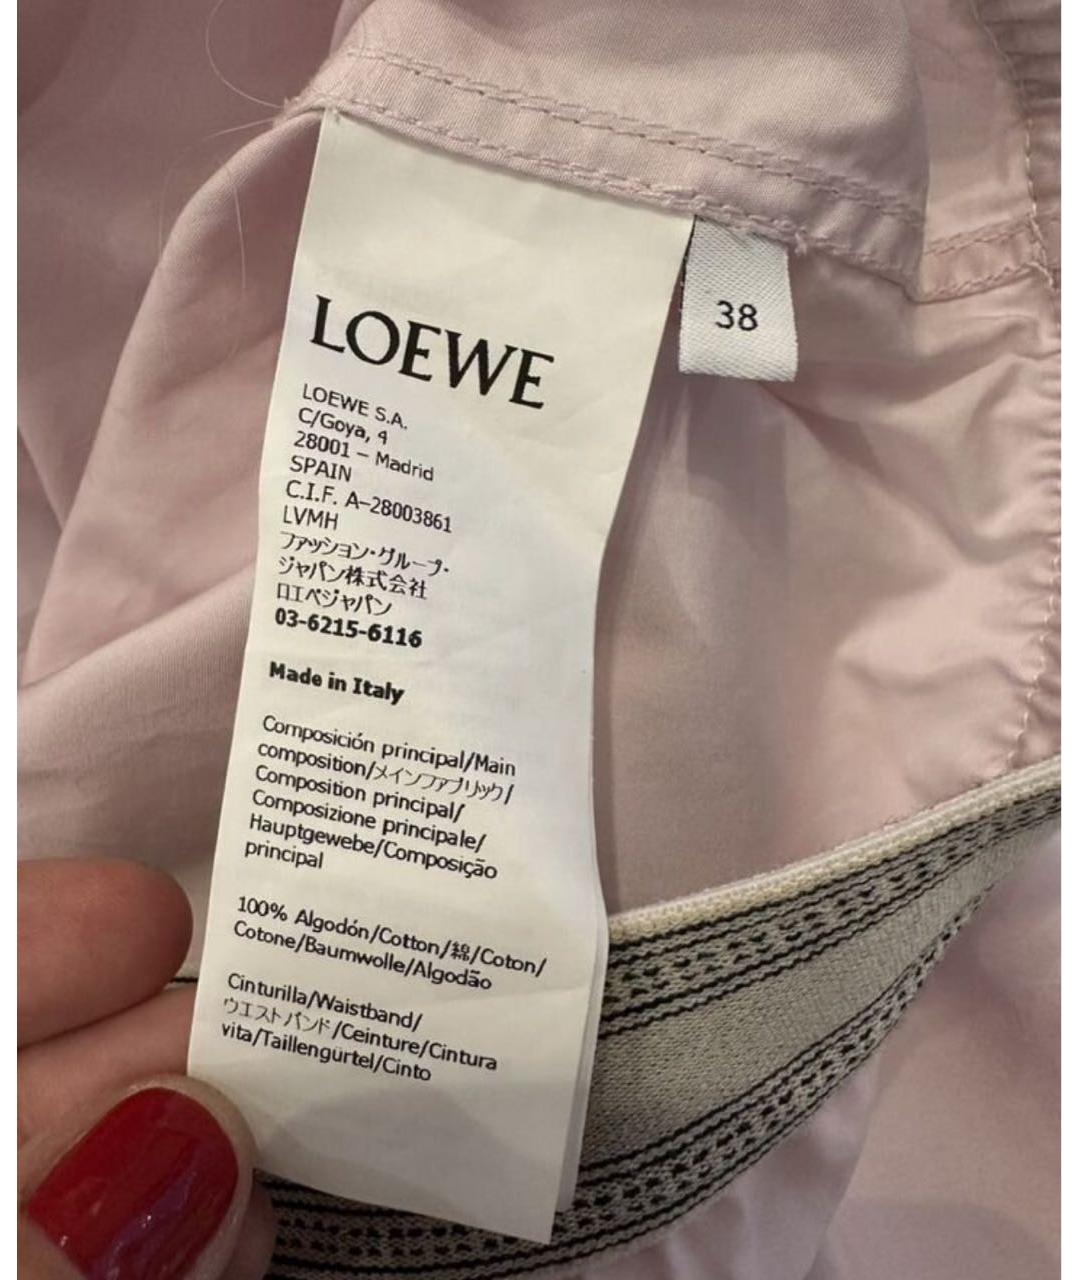 LOEWE
38
LOEWE S.A.
C/Goya, 4
28001 – Madrid
SPAIN
C.I.F. A–28003861
LVMH
ファッション・グループ・
ジャパン株式会社
ロエベジャパン
03-6215-6116
Made in Italy
Composición principal/Main
composition/メインファブリック/
Composition principal/
Composizione principale/
Hauptgewebe/Composição
principal
100% Algodón/Cotton/綿/Coton/
Cotone/Baumwolle/Algodão
Cinturilla/Waistband/
ウエストバンド/Ceinture/Cintura
vita/Taillengürtel/Cinto